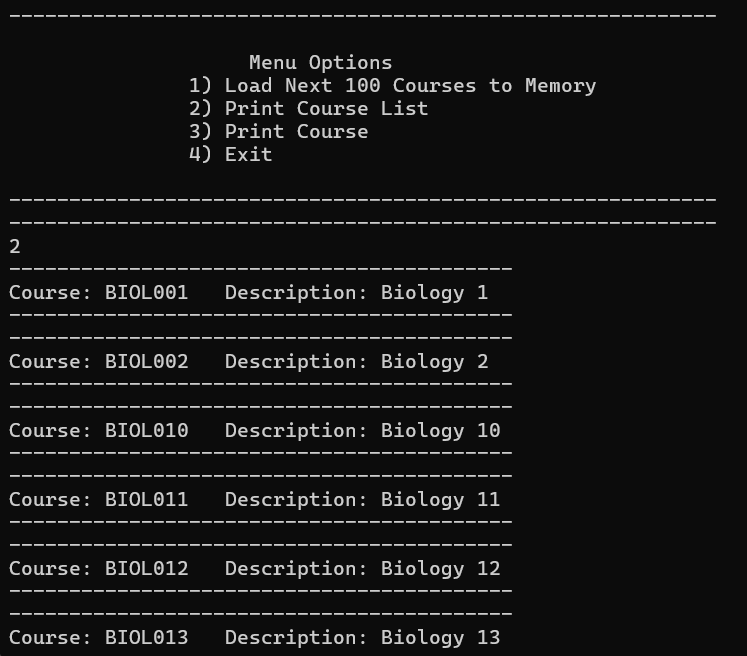 -----------------------------------------------------------
Menu Options
1) Load Next 100 Courses to Memory
2) Print Course List
3) Print Course
4) Exit
-----------------------------------------------------------
-----------------------------------------------------------
2
------------------------------------------
Course: BIOL001   Description: Biology 1
------------------------------------------
------------------------------------------
Course: BIOL002   Description: Biology 2
------------------------------------------
------------------------------------------
Course: BIOL010   Description: Biology 10
------------------------------------------
------------------------------------------
Course: BIOL011   Description: Biology 11
------------------------------------------
------------------------------------------
Course: BIOL012   Description: Biology 12
------------------------------------------
------------------------------------------
Course: BIOL013   Description: Biology 13